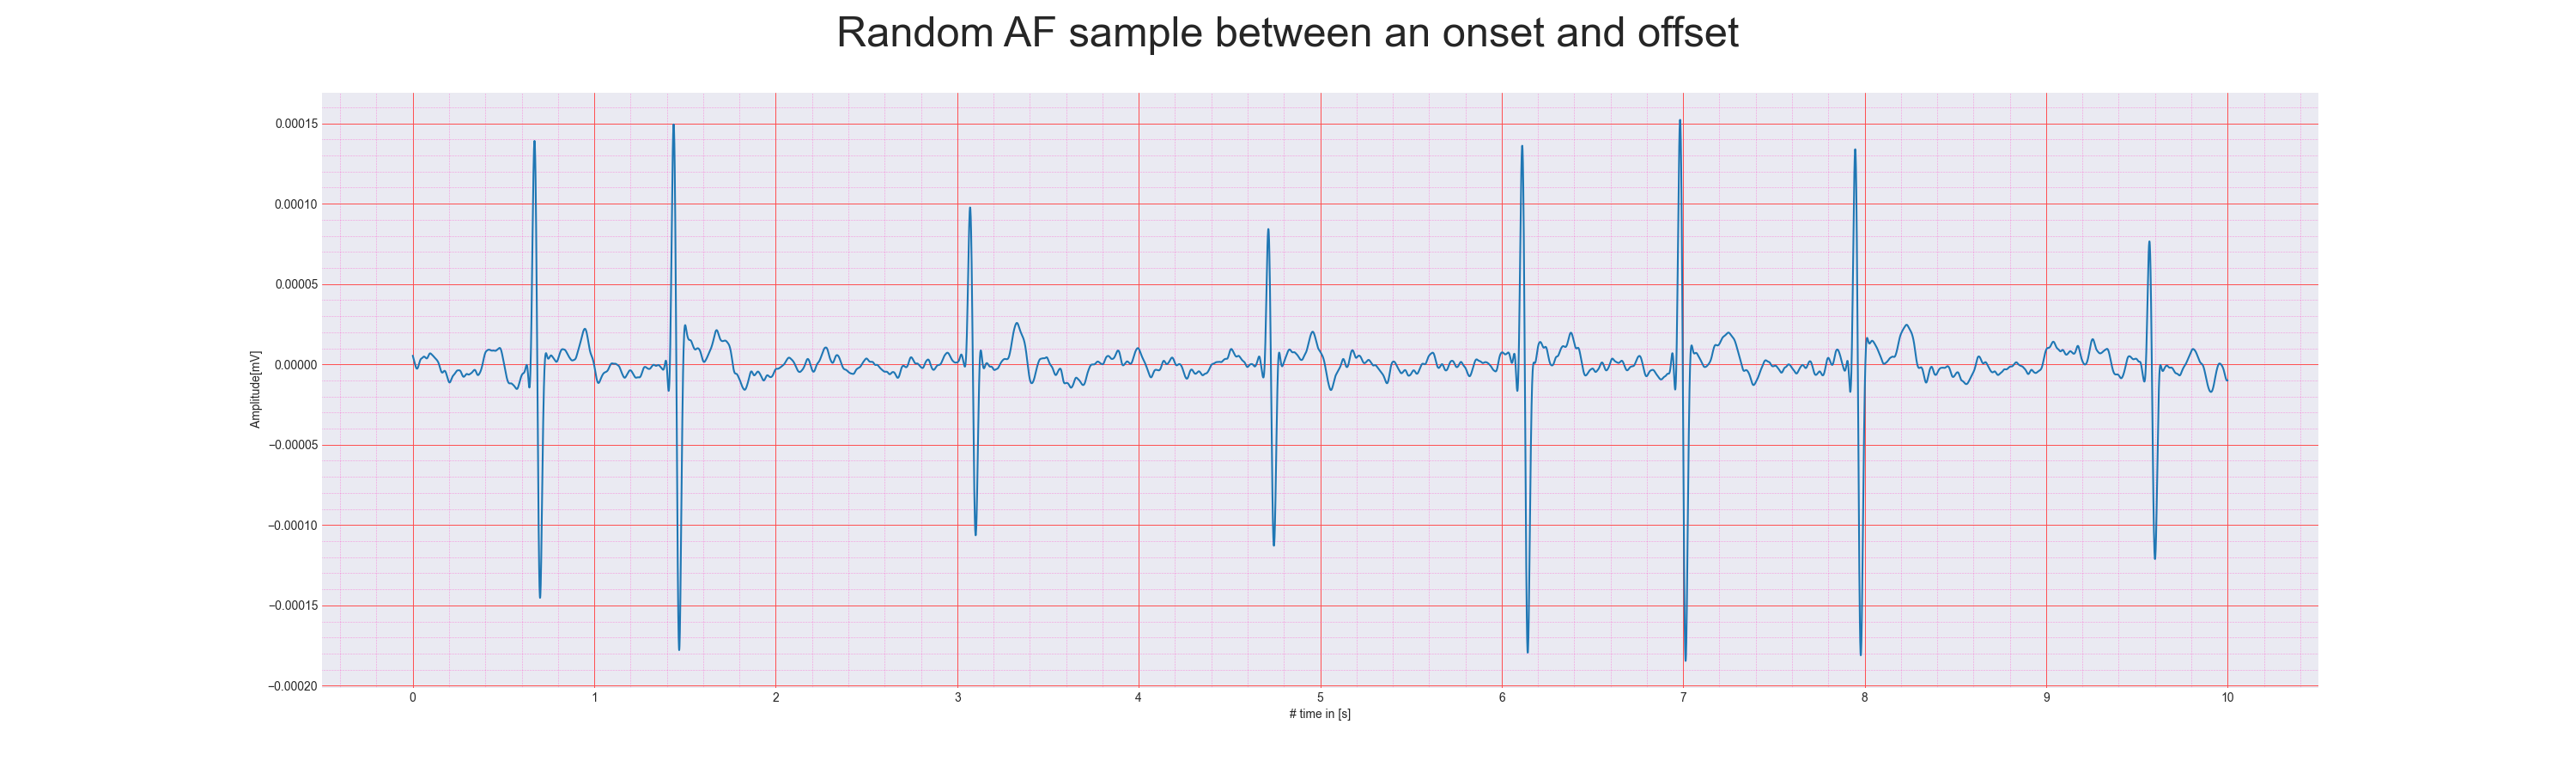 Random AF sample between an onset and offset
0.00015
0.00010
0.00005
0.00000
−0.00005
−0.00010
−0.00015
−0.00020
Amplitude[mV]
0 1 2 3 4 5 6 7 8 9 10
# time in [s]